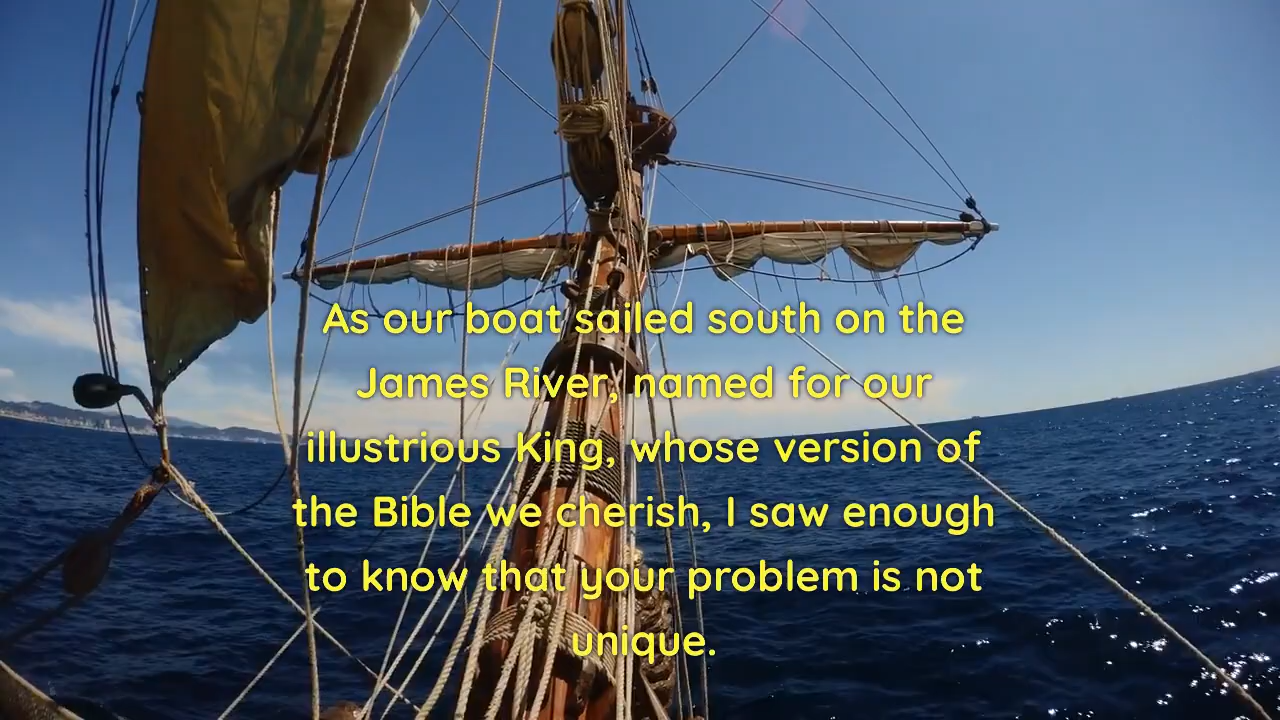 As our boat sailed south on the
James River, named for our
illustrious King, whose version of
the Bible we cherish, I saw enough
to know that your problem is not
unique.